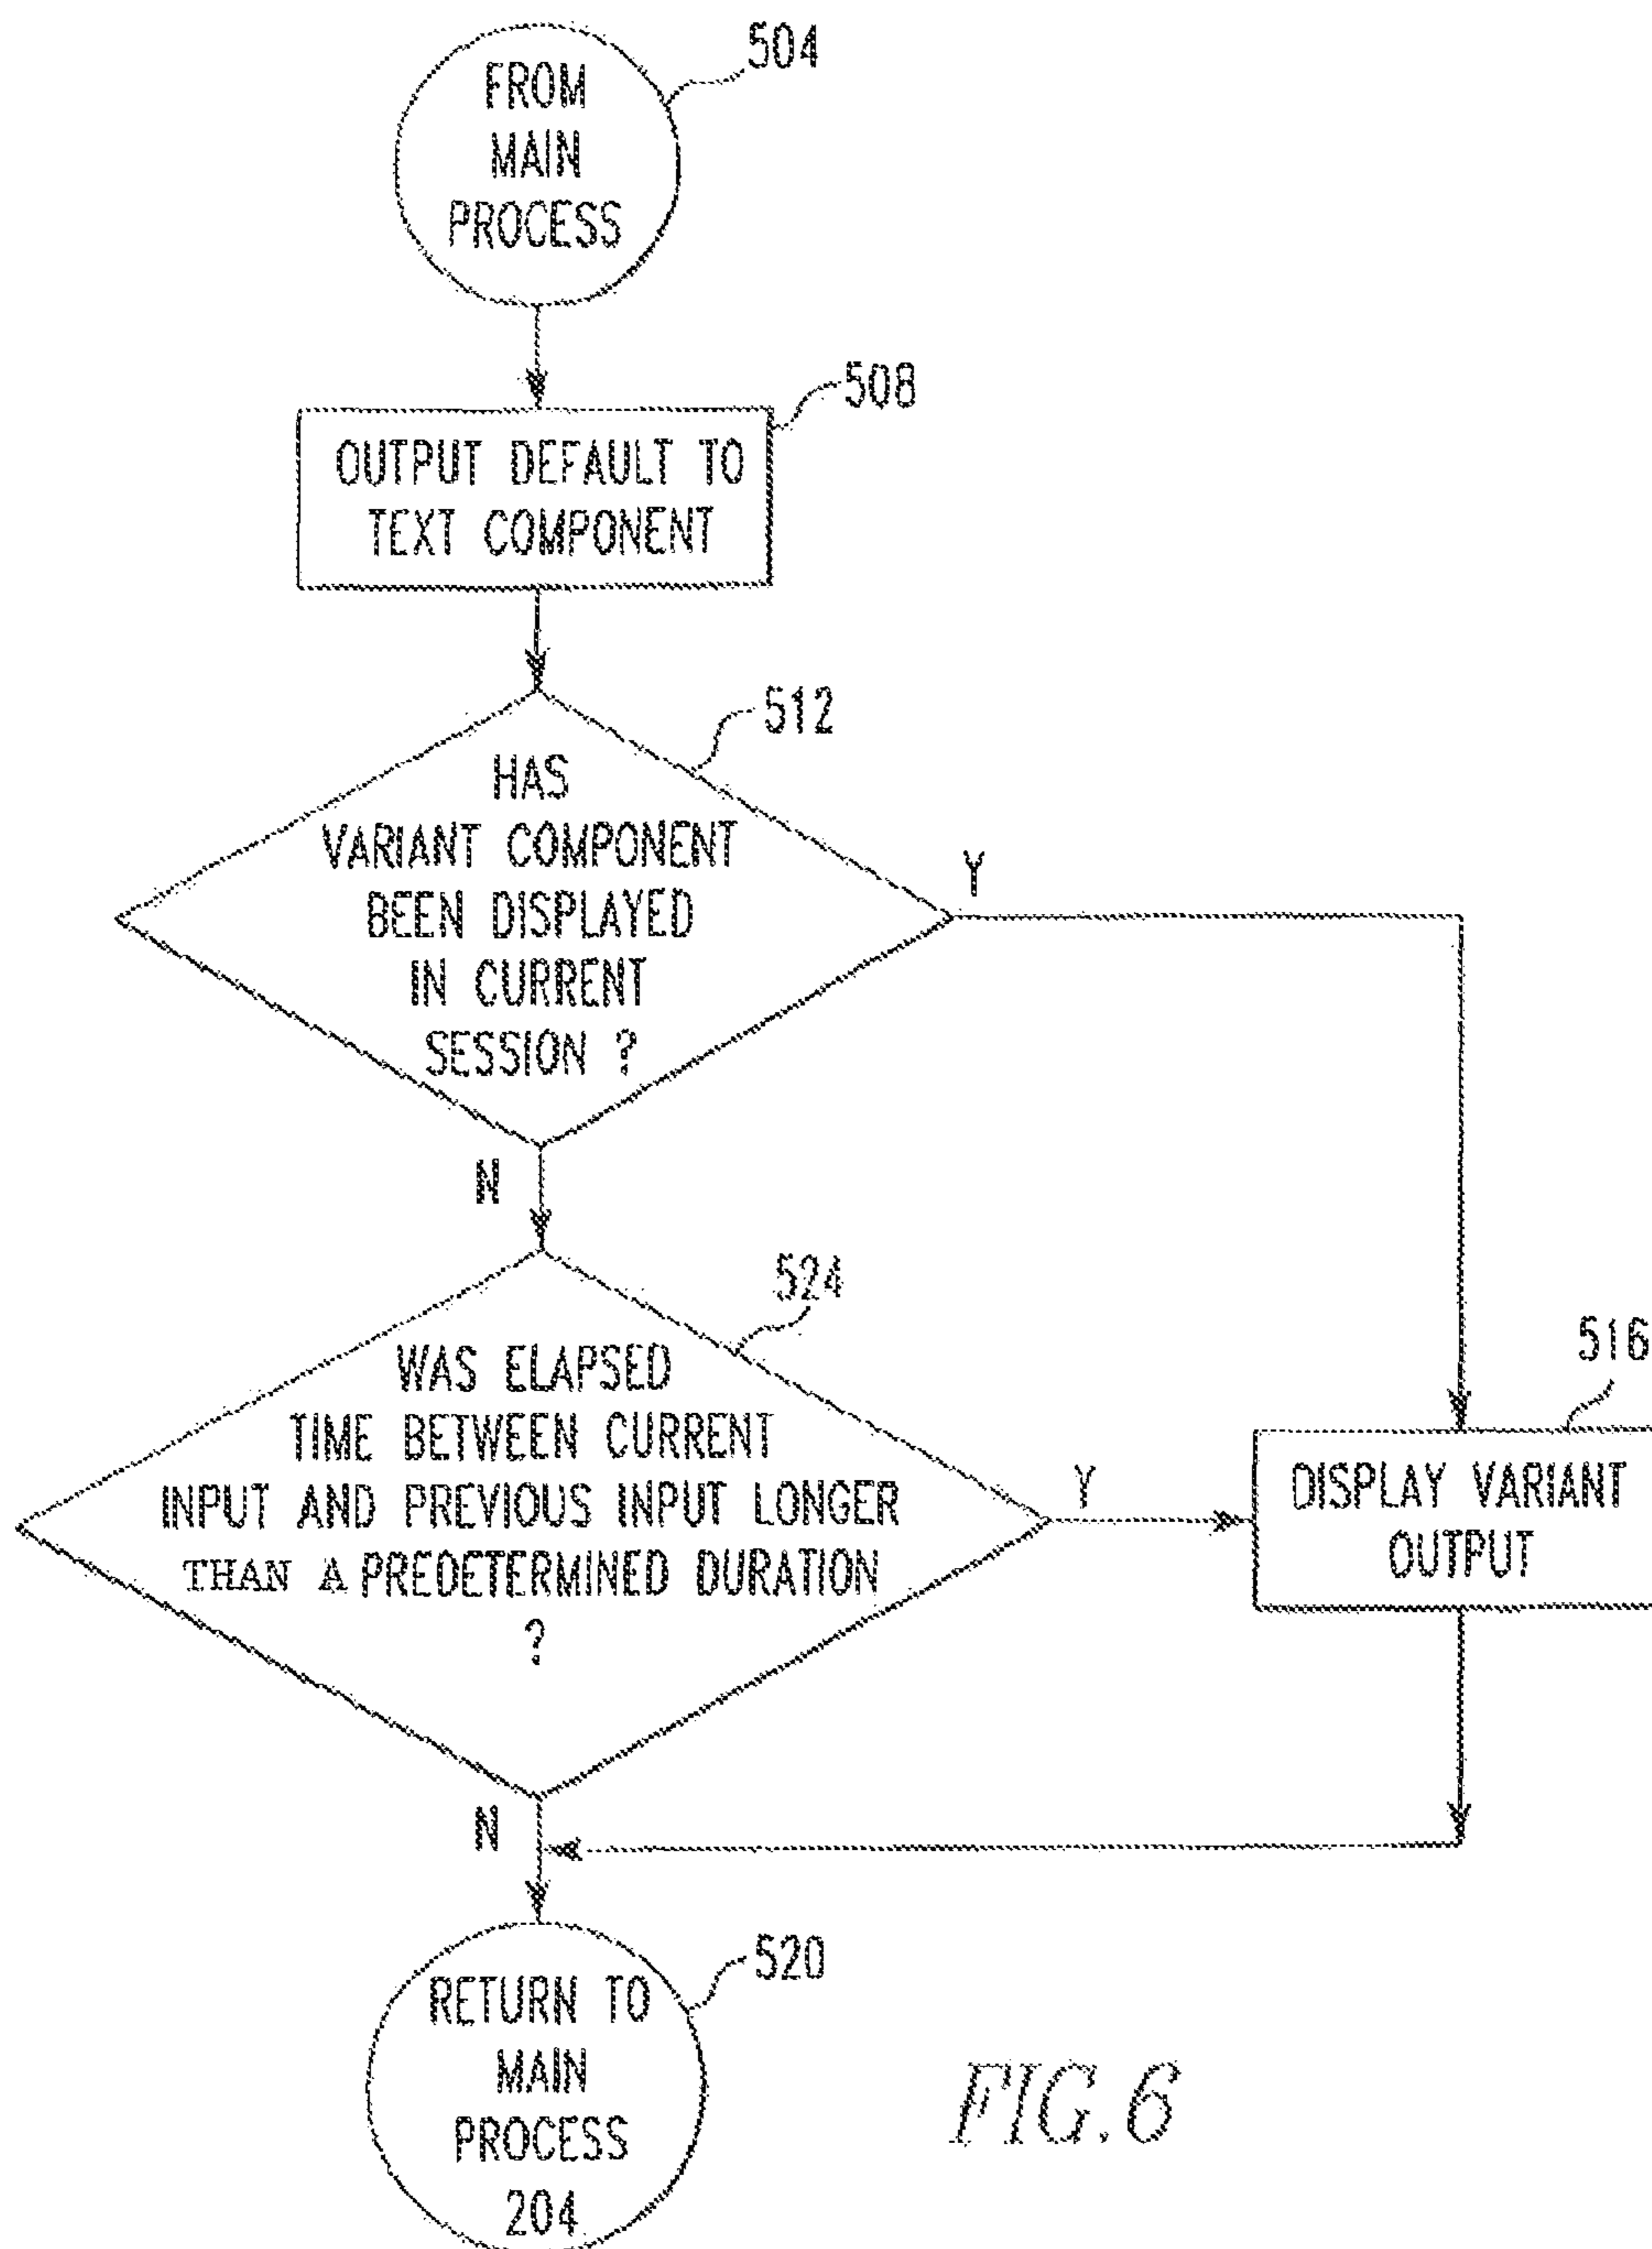 504
FROM
MAIN
PROCESS
508
OUTPUT DEFAULT TO
TEXT COMPONENT
512
HAS
VARIANT COMPONENT
BEEN DISPLAYED
IN CURRENT
SESSION ?
Y
N
524
WAS ELAPSED
TIME BETWEEN CURRENT
INPUT AND PREVIOUS INPUT LONGER
THAN A PREDETERMINED DURATION
?
Y
516
DISPLAY VARIANT
OUTPUT
N
520
RETURN TO
MAIN
PROCESS
204
FIG.6